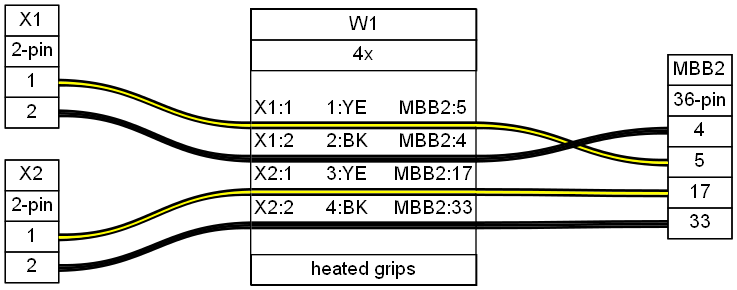 X1
2-pin
1
2
X2
2-pin
1
2
W1
4x
X1:1 1:YE MBB2:5
X1:2 2:BK MBB2:4
X2:1 3:YE MBB2:17
X2:2 4:BK MBB2:33
heated grips
MBB2
36-pin
4
5
17
33